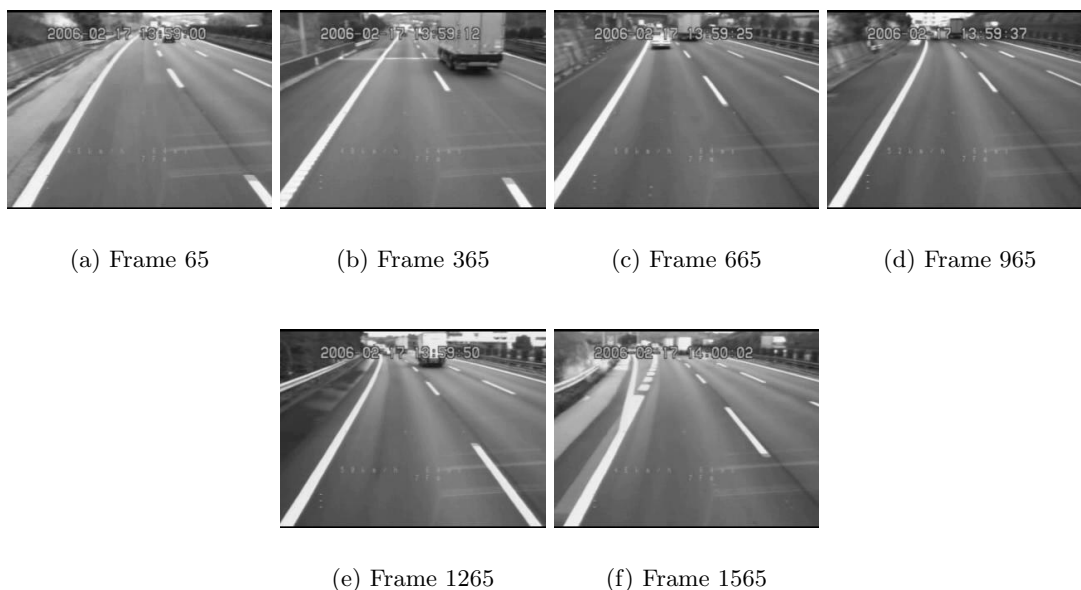 2006-02-17 13:59:00
2006-02-17 13:59:12
2006-02-17 13:59:25
2006-02-17 13:59:37
(a) Frame 65
(b) Frame 365
(c) Frame 665
(d) Frame 965
2006-02-17 13:59:50
2006-02-17 14:00:02
(e) Frame 1265
(f) Frame 1565